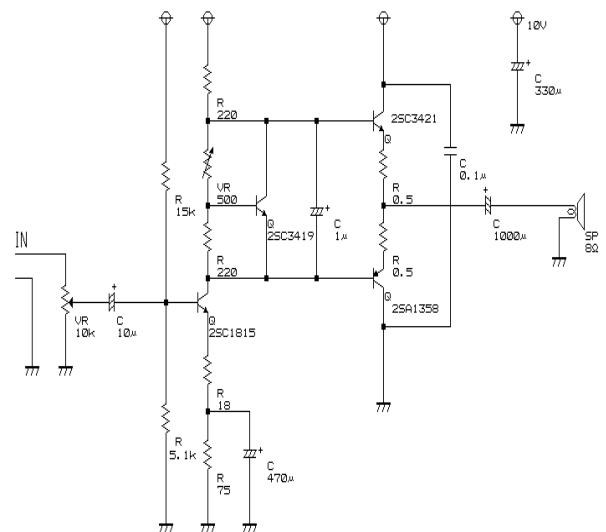 10V
C
330μ
R
220
2SC3421
Q
C
0.1μ
R
15k
VR
500
Q
2SC3419
C
1μ
R
0.5
C
1000μ
SP
8Ω
IN
R
220
R
0.5
Q
2SA1358
VR
10k
C
10μ
Q
2SC1815
R
18
R
5.1k
C
470μ
R
75